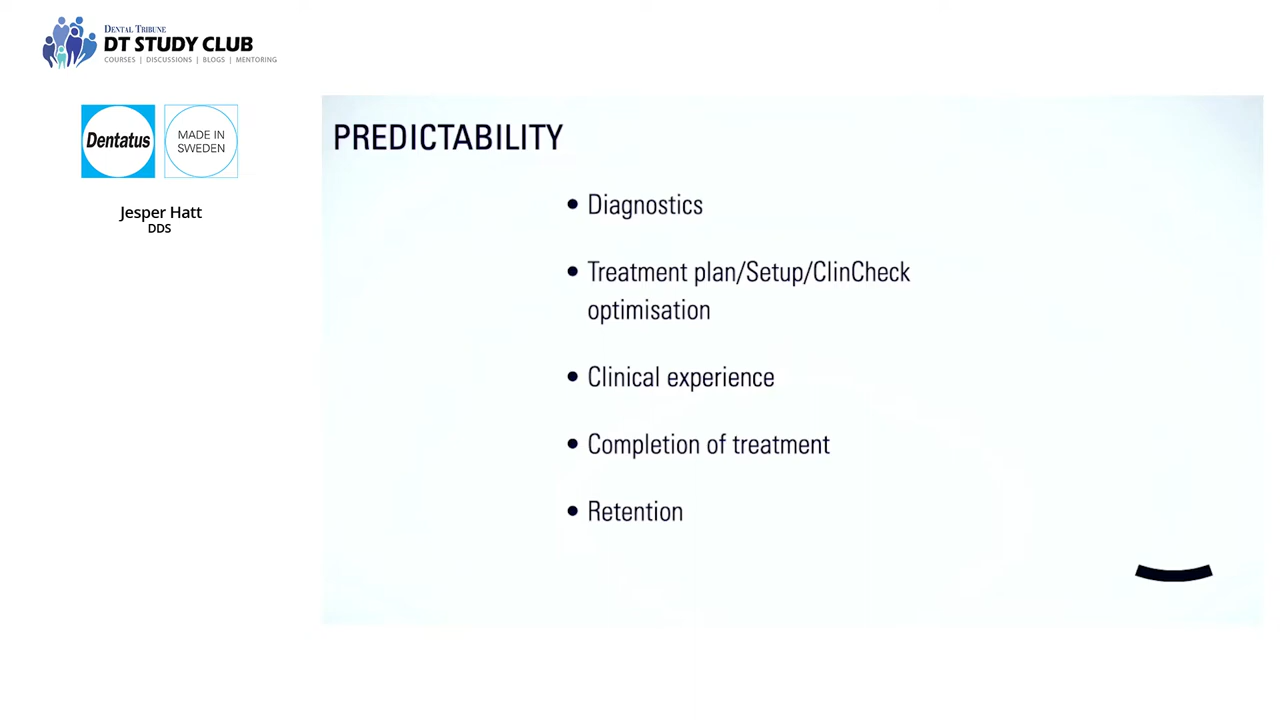 DENTAL TRIBUNE
DT STUDY CLUB
COURSES | DISCUSSIONS | BLOGS | MENTORING
Dentatus
MADE IN
SWEDEN
Jesper Hatt
DDS
PREDICTABILITY
• Diagnostics
• Treatment plan/Setup/ClinCheck
optimisation
• Clinical experience
• Completion of treatment
• Retention